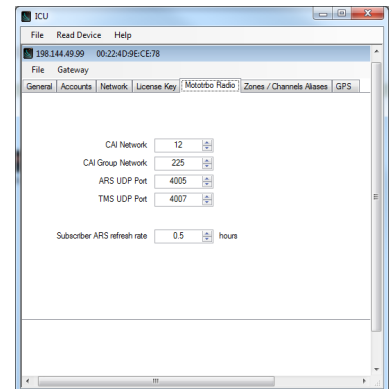 ICU
File Read Device Help
198.144.49.99 00:22:4D:9E:CE:78
File Gateway
General Accounts Network License Key Mototrbo Radio Zones / Channels Aliases GPS
CAI Network 12
CAI Group Network 225
ARS UDP Port 4005
TMS UDP Port 4007
Subscriber ARS refresh rate 0.5 hours